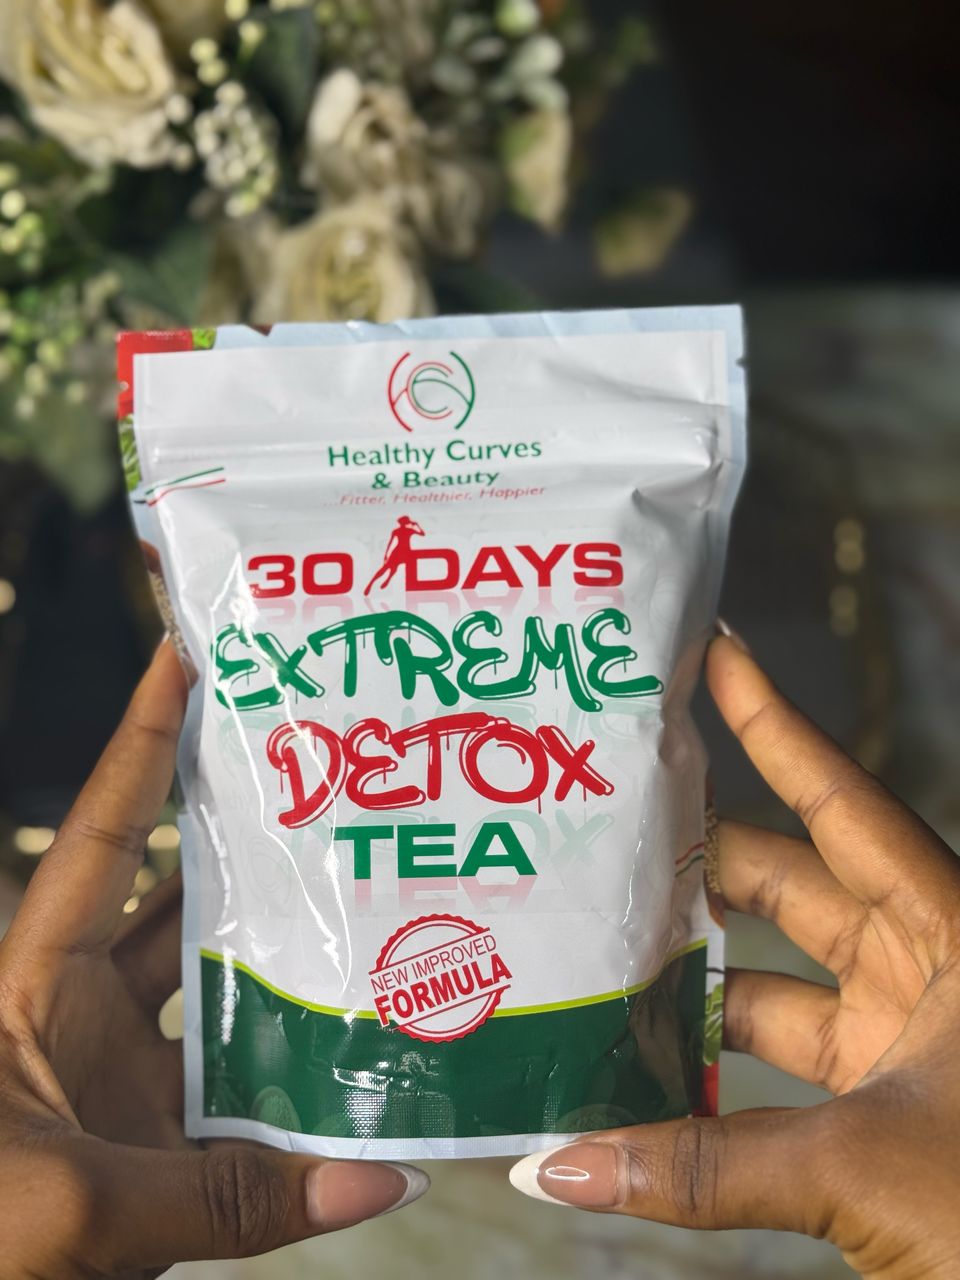 Healthy Curves
& Beauty
...Fitter, Healthier, Happier
30 DAYS
EXTREME
DETOX
TEA
NEW IMPROVED
FORMULA